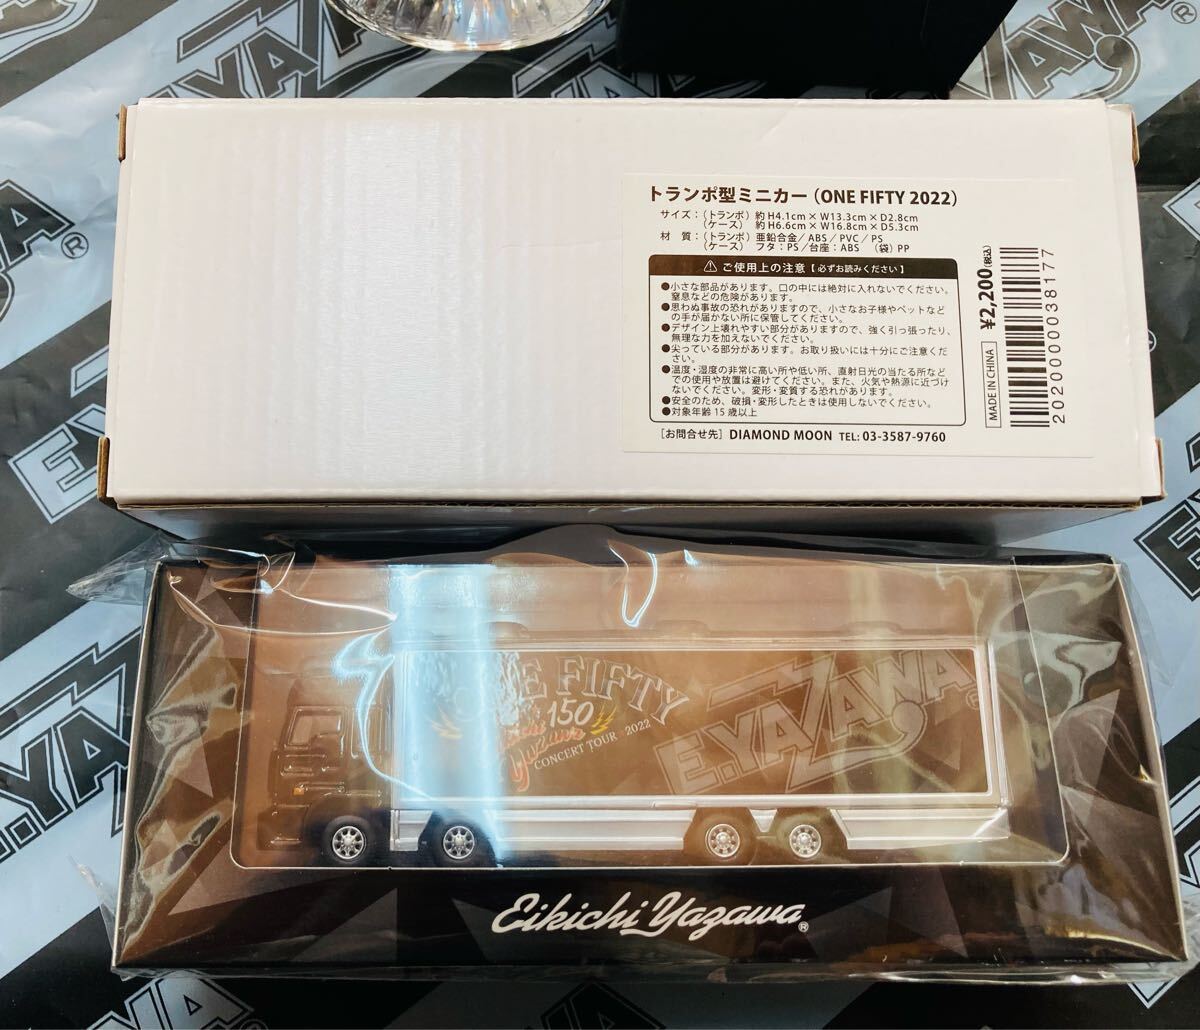 E.YAZAWA®
E.YAZAWA®
トランポ型ミニカー(ONE FIFTY 2022)
サイズ:(トランポ) 約 H4.1cm × W13.3cm × D2.8cm
(ケース) 約 H6.6cm × W16.8cm × D5.3cm
材 質:(トランポ) 亜鉛合金/ABS/PVC/PS
(ケース) フタ:PS/台座:ABS (袋) PP
⚠ ご使用上の注意【必ずお読みください】
●小さな部品があります。口の中には絶対に入れないでください。
窒息などの危険があります。
●思わぬ事故の恐れがありますので、小さなお子様やペットなど
の手が届かない所に保管してください。
●デザイン上壊れやすい部分がありますので、強く引っ張ったり、
無理な力を加えないでください。
●尖っている部分があります。お取り扱いには十分にご注意くだ
さい。
●温度・湿度の非常に高い所や低い所、直射日光の当たる所など
での使用や放置は避けてください。また、火気や熱源に近づけ
ないでください。変形・変質する恐れがあります。
●安全のため、破損・変形したときは使用しないでください。
●対象年齢 15 歳以上
[お問合せ先] DIAMOND MOON TEL: 03-3587-9760
MADE IN CHINA
¥2,200(税込)
2020000038177
ONE FIFTY
150
Yazawa
CONCERT TOUR 2022
E.YAZAWA
Eikichi Yazawa®